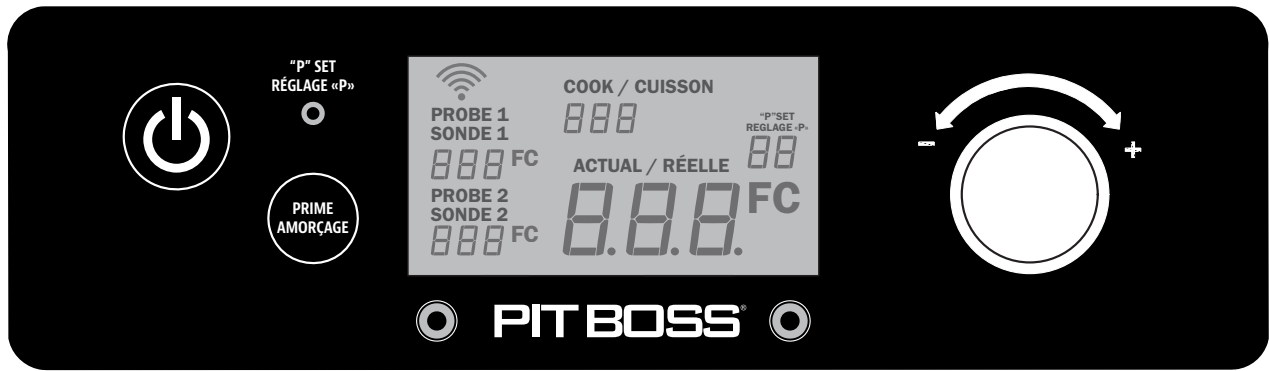 “P” SET
RÉGLAGE «P»
PRIME
AMORÇAGE
PROBE 1
SONDE 1
888 FC
PROBE 2
SONDE 2
888 FC
COOK / CUISSON
888
"P"SET
REGLAGE «P»
88
ACTUAL / RÉELLE
8.8.8. FC
-
+
PIT BOSS®